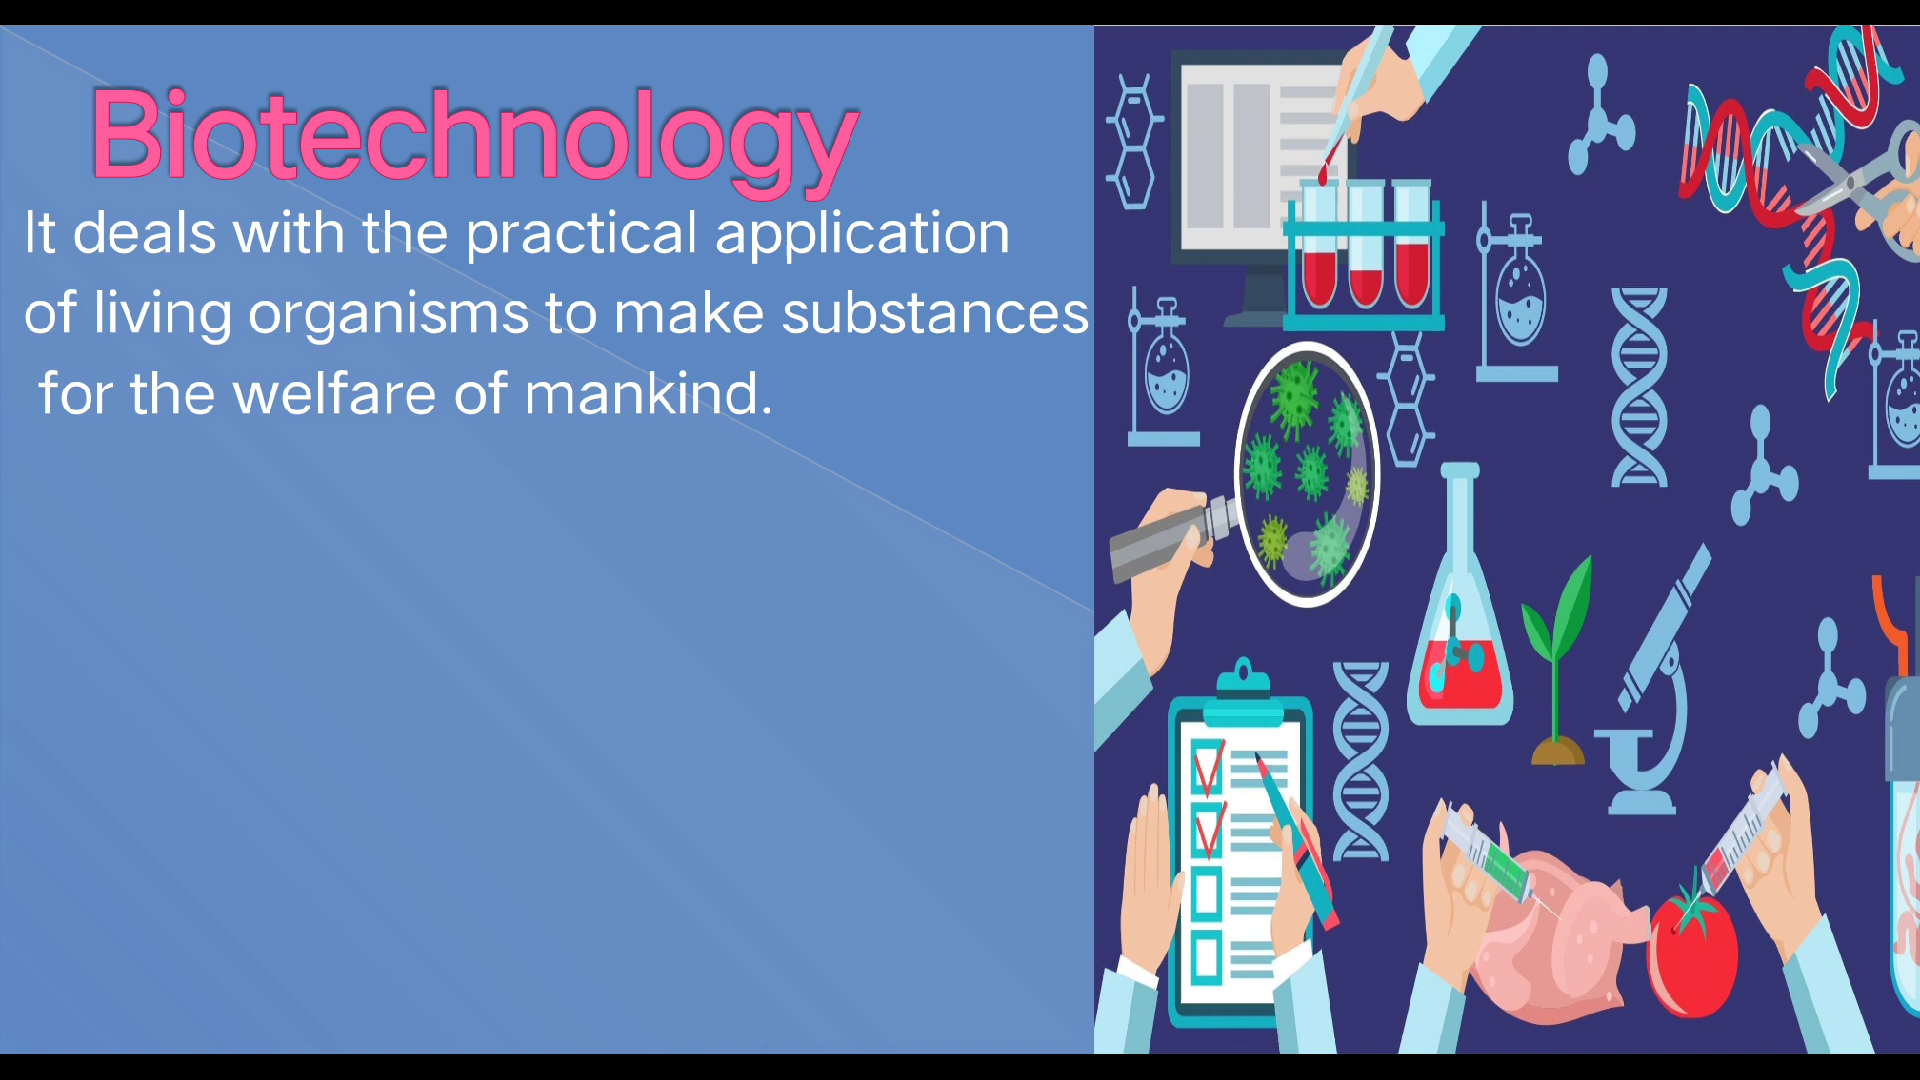 Biotechnology
It deals with the practical application
of living organisms to make substances
for the welfare of mankind.